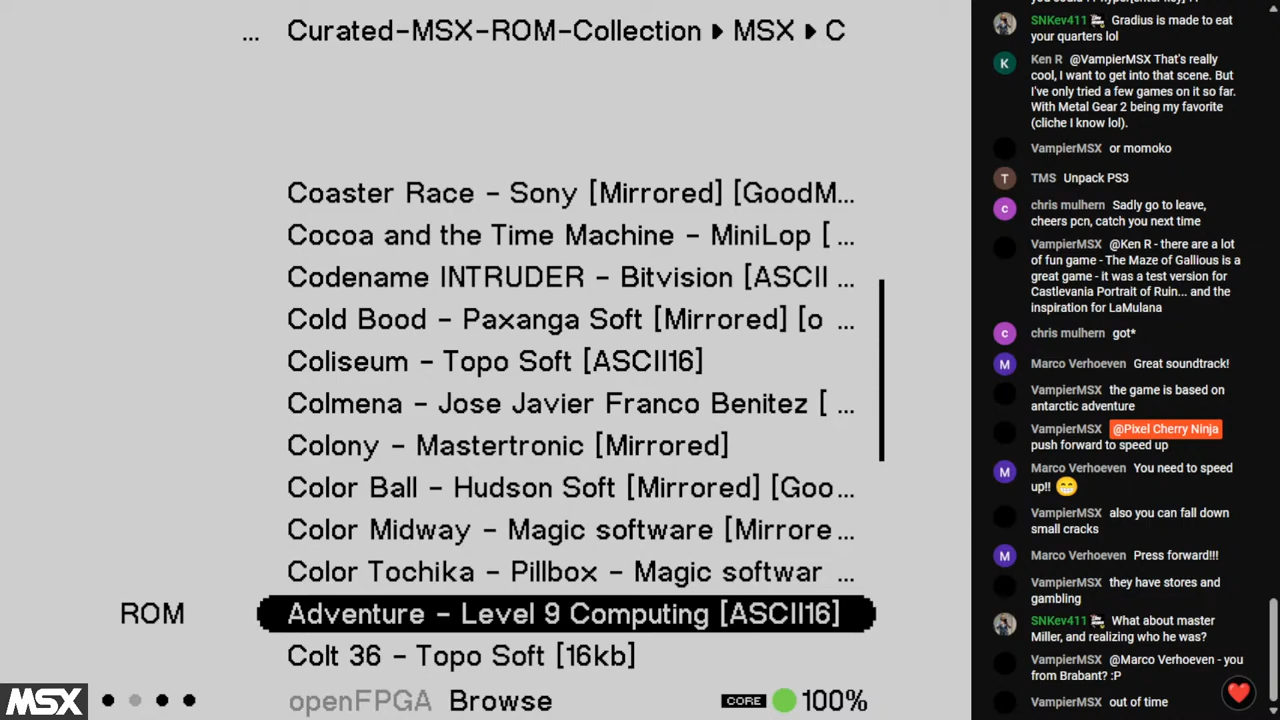 ... Curated-MSX-ROM-Collection ▸ MSX ▸ C
Coaster Race - Sony [Mirrored] [GoodM...
Cocoa and the Time Machine - MiniLop [ ...
Codename INTRUDER - Bitvision [ASCII ...
Cold Bood - Paxanga Soft [Mirrored] [o ...
Coliseum - Topo Soft [ASCII16]
Colmena - Jose Javier Franco Benitez [ ...
Colony - Mastertronic [Mirrored]
Color Ball - Hudson Soft [Mirrored] [Goo...
Color Midway - Magic software [Mirrore...
Color Tochika - Pillbox - Magic softwar ...
ROM Adventure - Level 9 Computing [ASCII16]
Colt 36 - Topo Soft [16kb]
MSX openFPGA Browse CORE 100%
SNKev411 Gradius is made to eat
your quarters lol
K Ken R @VampierMSX That's really
cool, I want to get into that scene. But
I've only tried a few games on it so far.
With Metal Gear 2 being my favorite
(cliche I know lol).
VampierMSX or momoko
T TMS Unpack PS3
c chris mulhern Sadly go to leave,
cheers pcn, catch you next time
VampierMSX @Ken R - there are a lot
of fun game - The Maze of Gallious is a
great game - it was a test version for
Castlevania Portrait of Ruin... and the
inspiration for LaMulana
c chris mulhern got*
M Marco Verhoeven Great soundtrack!
VampierMSX the game is based on
antarctic adventure
VampierMSX @Pixel Cherry Ninja
push forward to speed up
M Marco Verhoeven You need to speed
up!! 😁
VampierMSX also you can fall down
small cracks
M Marco Verhoeven Press forward!!!
VampierMSX they have stores and
gambling
SNKev411 What about master
Miller, and realizing who he was?
VampierMSX @Marco Verhoeven - you
from Brabant? :P
VampierMSX out of time